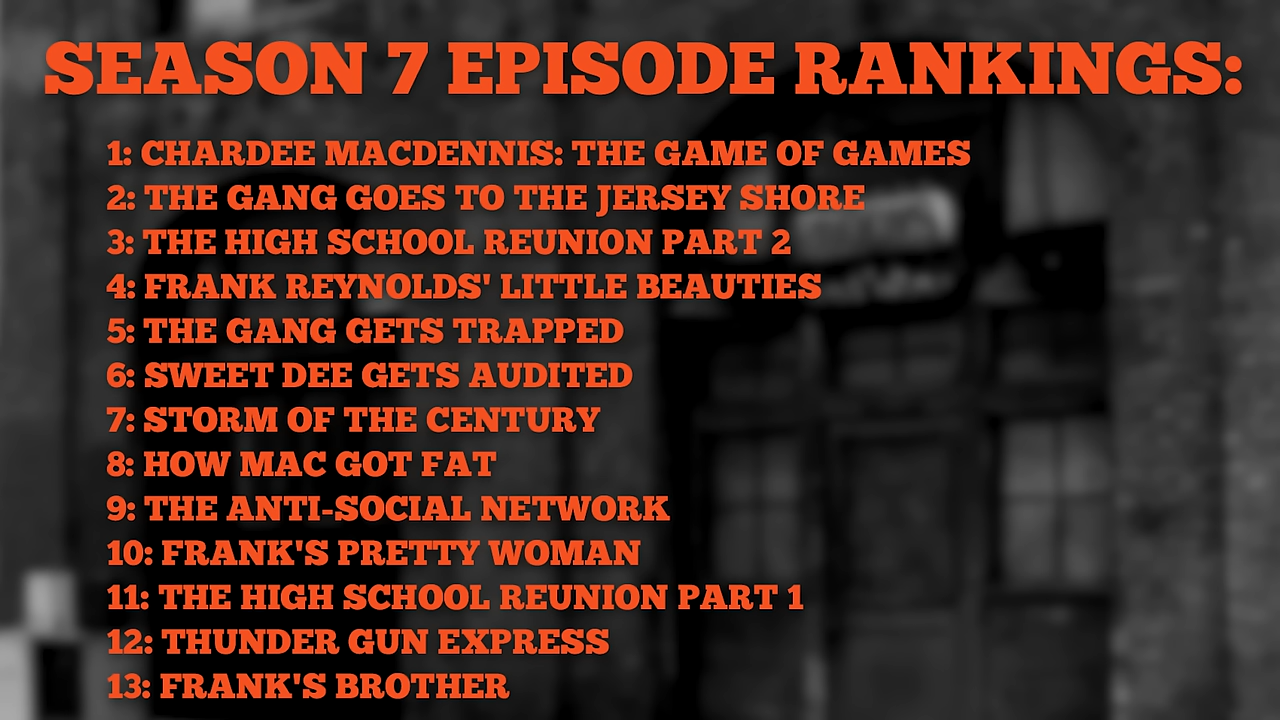 SEASON 7 EPISODE RANKINGS:
1: CHARDEE MACDENNIS: THE GAME OF GAMES
2: THE GANG GOES TO THE JERSEY SHORE
3: THE HIGH SCHOOL REUNION PART 2
4: FRANK REYNOLDS' LITTLE BEAUTIES
5: THE GANG GETS TRAPPED
6: SWEET DEE GETS AUDITED
7: STORM OF THE CENTURY
8: HOW MAC GOT FAT
9: THE ANTI-SOCIAL NETWORK
10: FRANK'S PRETTY WOMAN
11: THE HIGH SCHOOL REUNION PART 1
12: THUNDER GUN EXPRESS
13: FRANK'S BROTHER